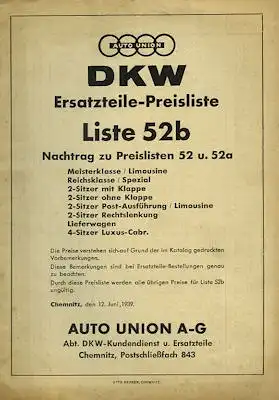 AUTO UNION
DKW
Ersatzteile-Preisliste
Liste 52b
Nachtrag zu Preislisten 52 u. 52a
Meisterklasse / Limousine
Reichsklasse / Spezial
2-Sitzer mit Klappe
2-Sitzer ohne Klappe
2-Sitzer Post-Ausführung / Limousine
2-Sitzer Rechtslenkung
Lieferwagen
4-Sitzer Luxus-Cabr.
Die Preise verstehen sich auf Grund der im Katalog gedruckten
Vorbemerkungen.
Diese Bemerkungen sind bei Ersatzteile-Bestellungen genau
zu beachten.
Durch diese Preisliste werden alle übrigen Preise für Liste 52b
ungültig.
Chemnitz, den 12. Juni 1939.
AUTO UNION A-G
Abt. DKW-Kundendienst u. Ersatzteile
Chemnitz, Postschließfach 843
CHEMNITZ